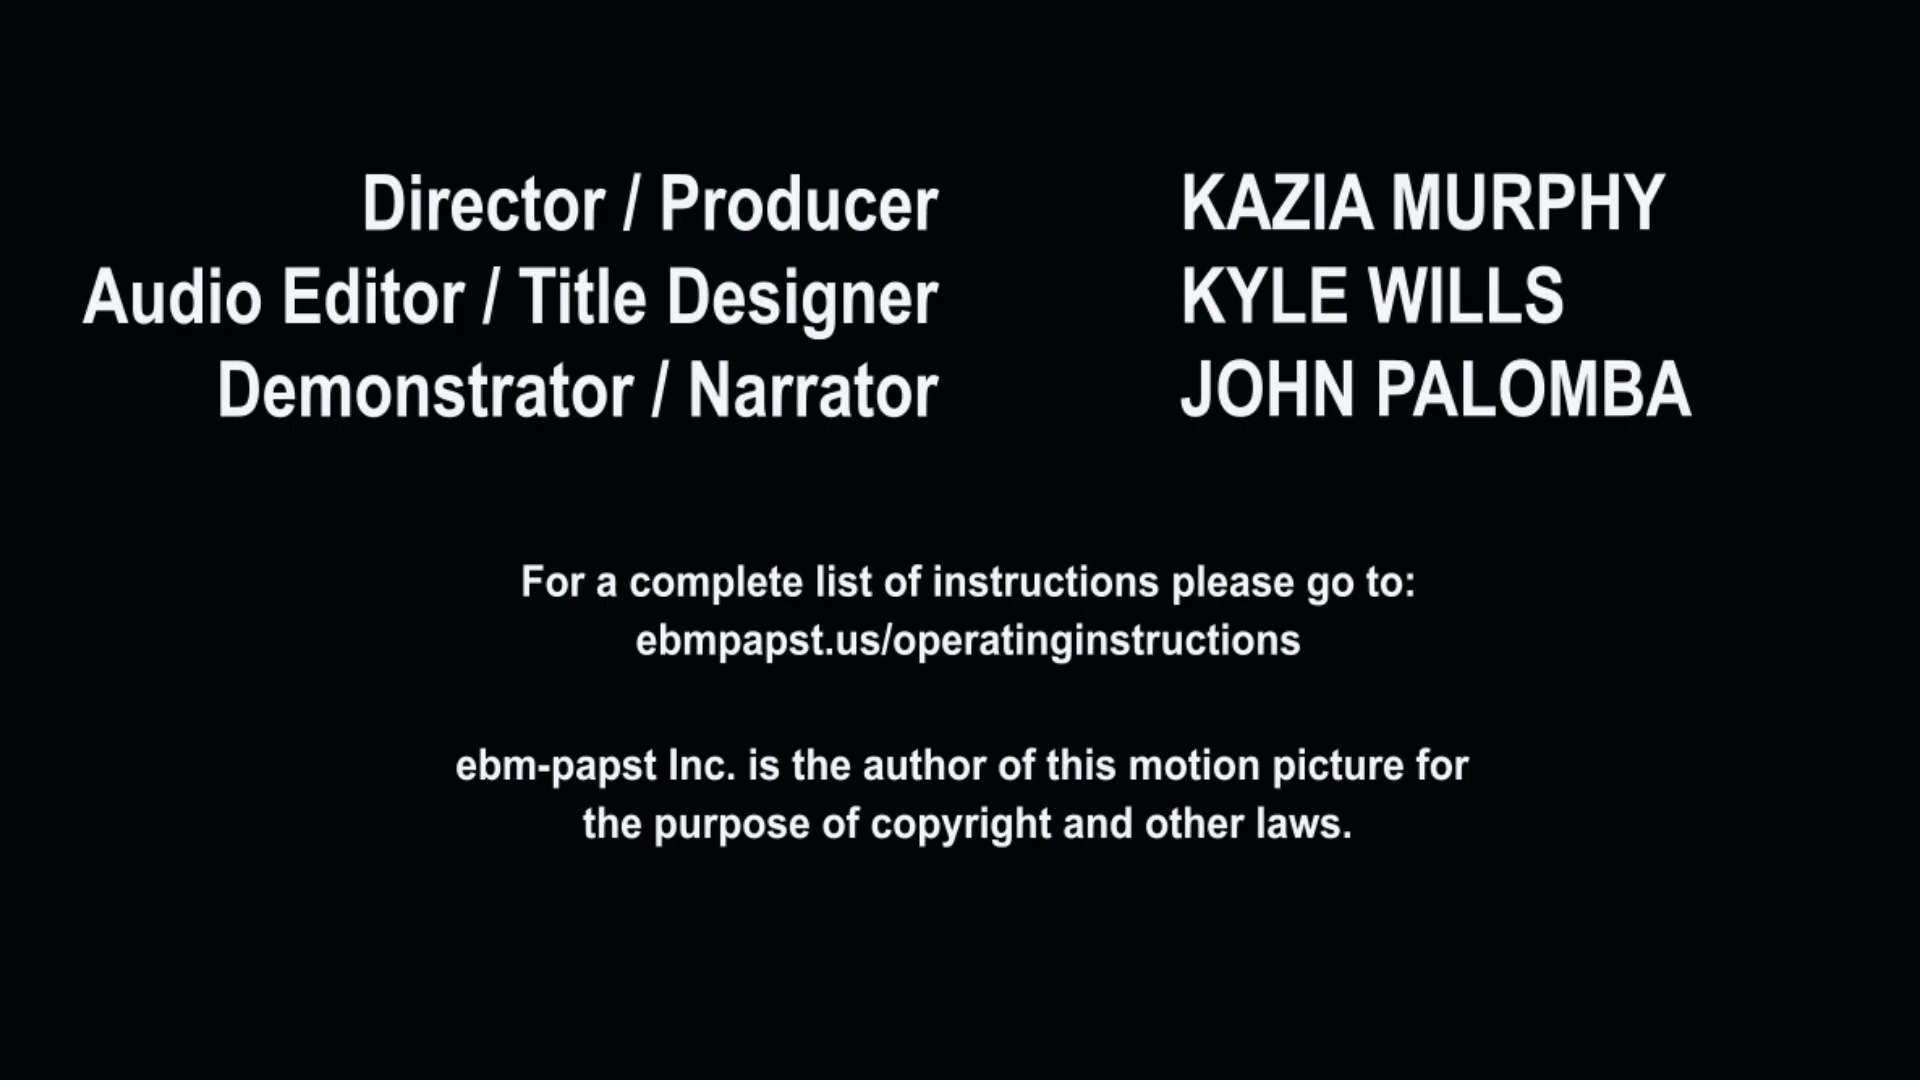 Director / Producer KAZIA MURPHY
Audio Editor / Title Designer KYLE WILLS
Demonstrator / Narrator JOHN PALOMBA
For a complete list of instructions please go to:
ebmpapst.us/operatinginstructions
ebm-papst Inc. is the author of this motion picture for
the purpose of copyright and other laws.